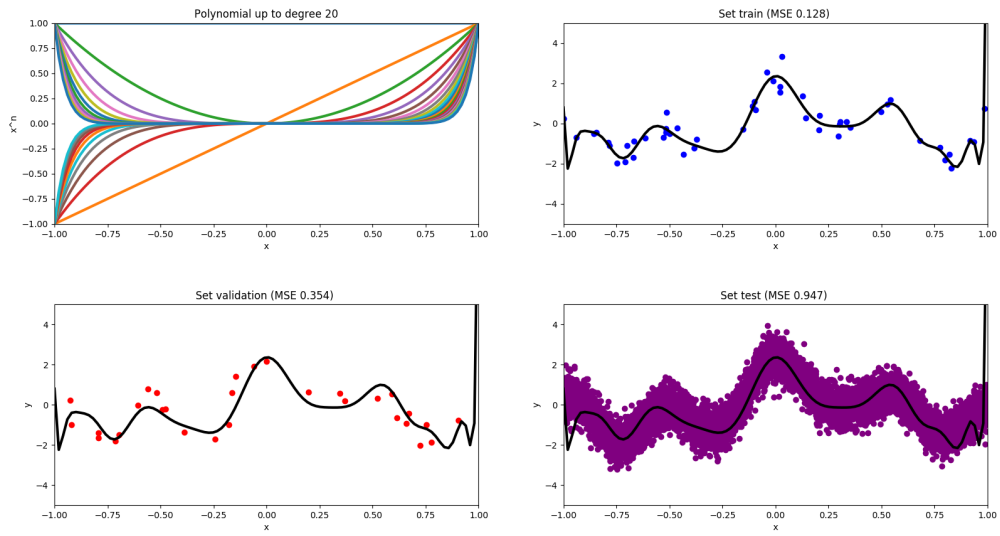 Polynomial up to degree 20
1.00
0.75
0.50
0.25
0.00
−0.25
−0.50
−0.75
−1.00
x^n
−1.00 −0.75 −0.50 −0.25 0.00 0.25 0.50 0.75 1.00
x
Set train (MSE 0.128)
4
2
0
−2
−4
y
−1.00 −0.75 −0.50 −0.25 0.00 0.25 0.50 0.75 1.00
x
Set validation (MSE 0.354)
4
2
0
−2
−4
y
−1.00 −0.75 −0.50 −0.25 0.00 0.25 0.50 0.75 1.00
x
Set test (MSE 0.947)
4
2
0
−2
−4
y
−1.00 −0.75 −0.50 −0.25 0.00 0.25 0.50 0.75 1.00
x